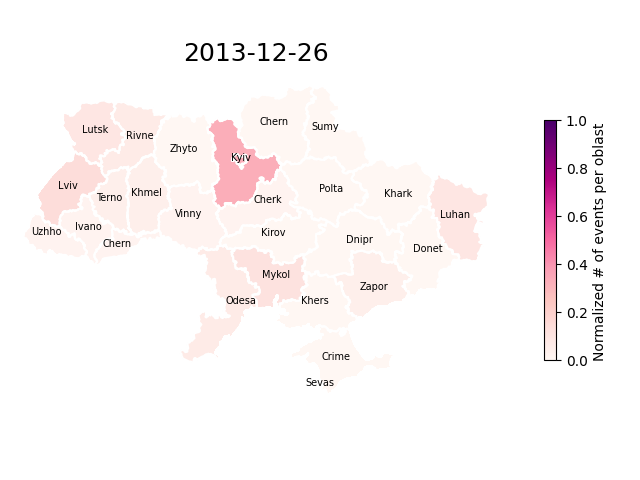 2013-12-26
Chern
Sumy
Lutsk
Rivne
Zhyto
Kyiv
Lviv
Terno
Khmel
Cherk
Polta
Khark
Vinny
Luhan
Uzhho
Ivano
Chern
Kirov
Dnipr
Donet
Mykol
Zapor
Odesa
Khers
Crime
Sevas
1.0
0.8
0.6
0.4
0.2
0.0
Normalized # of events per oblast